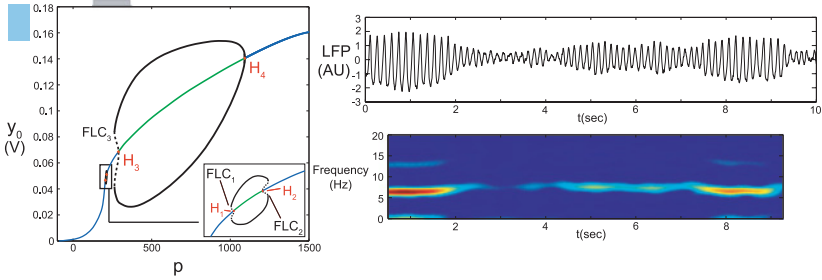 0.18
0.16
0.14
0.12
0.10
0.08
0.06
0.04
0.02
0
y0
(V)
FLC3
H3
H4
FLC1
H1
H2
FLC2
0
500
1000
1500
p
LFP
(AU)
3
2
1
0
-1
-2
-3
0
2
4
6
8
10
t(sec)
Frequency
(Hz)
20
15
10
5
0
2
4
6
8
t(sec)